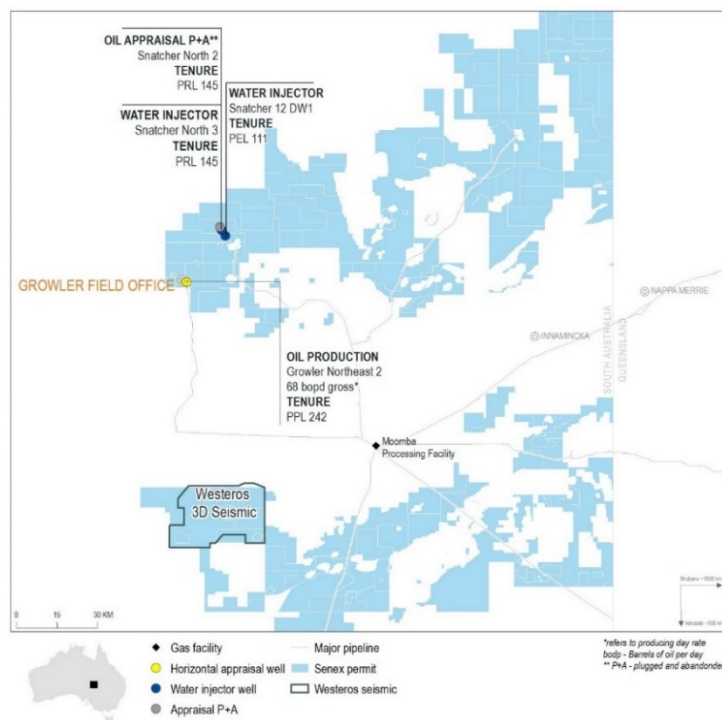 OIL APPRAISAL P+A**
Snatcher North 2
TENURE
PRL 145
WATER INJECTOR
Snatcher North 3
TENURE
PRL 145
WATER INJECTOR
Snatcher 12 DW1
TENURE
PEL 111
GROWLER FIELD OFFICE
NAPPA MERRIE
INNAMINCKA
SOUTH AUSTRALIA
QUEENSLAND
OIL PRODUCTION
Growler Northeast 2
68 bopd gross*
TENURE
PPL 242
Moomba
Processing Facility
Westeros
3D Seismic
0 15 30 KM
Gas facility
Horizontal appraisal well
Water injector well
Appraisal P+A
Major pipeline
Senex permit
Westeros seismic
*refers to producing day rate
bodp - Barrels of oil per day
** P+A - plugged and abandoned